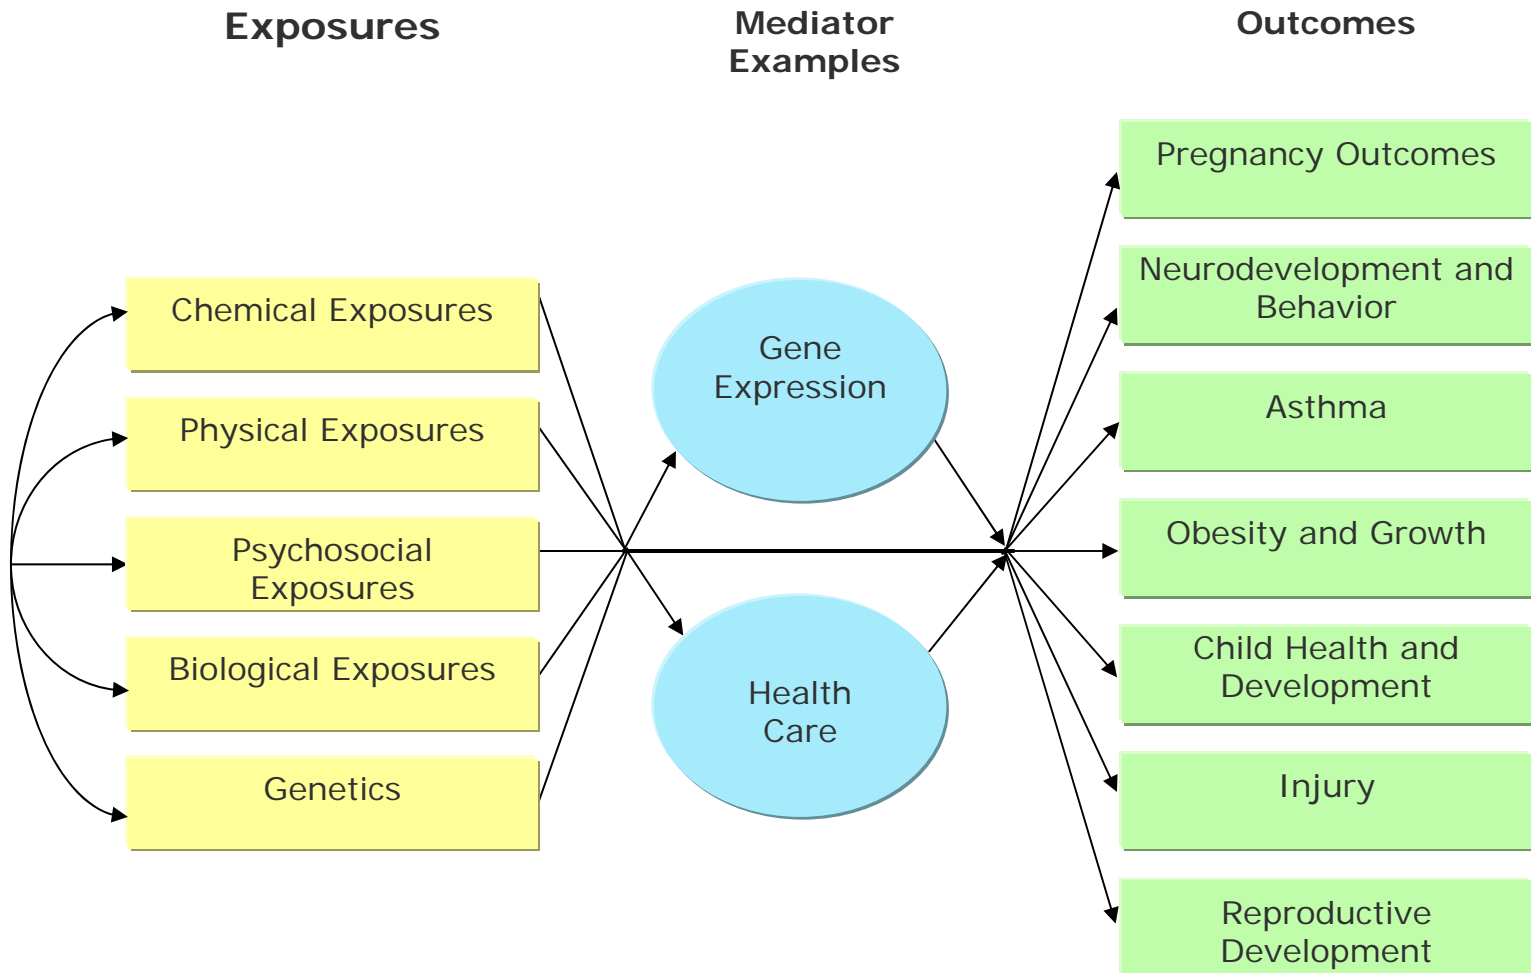 Exposures
Mediator
Examples
Outcomes
Chemical Exposures
Physical Exposures
Psychosocial
Exposures
Biological Exposures
Genetics
Gene
Expression
Health
Care
Pregnancy Outcomes
Neurodevelopment and
Behavior
Asthma
Obesity and Growth
Child Health and
Development
Injury
Reproductive
Development